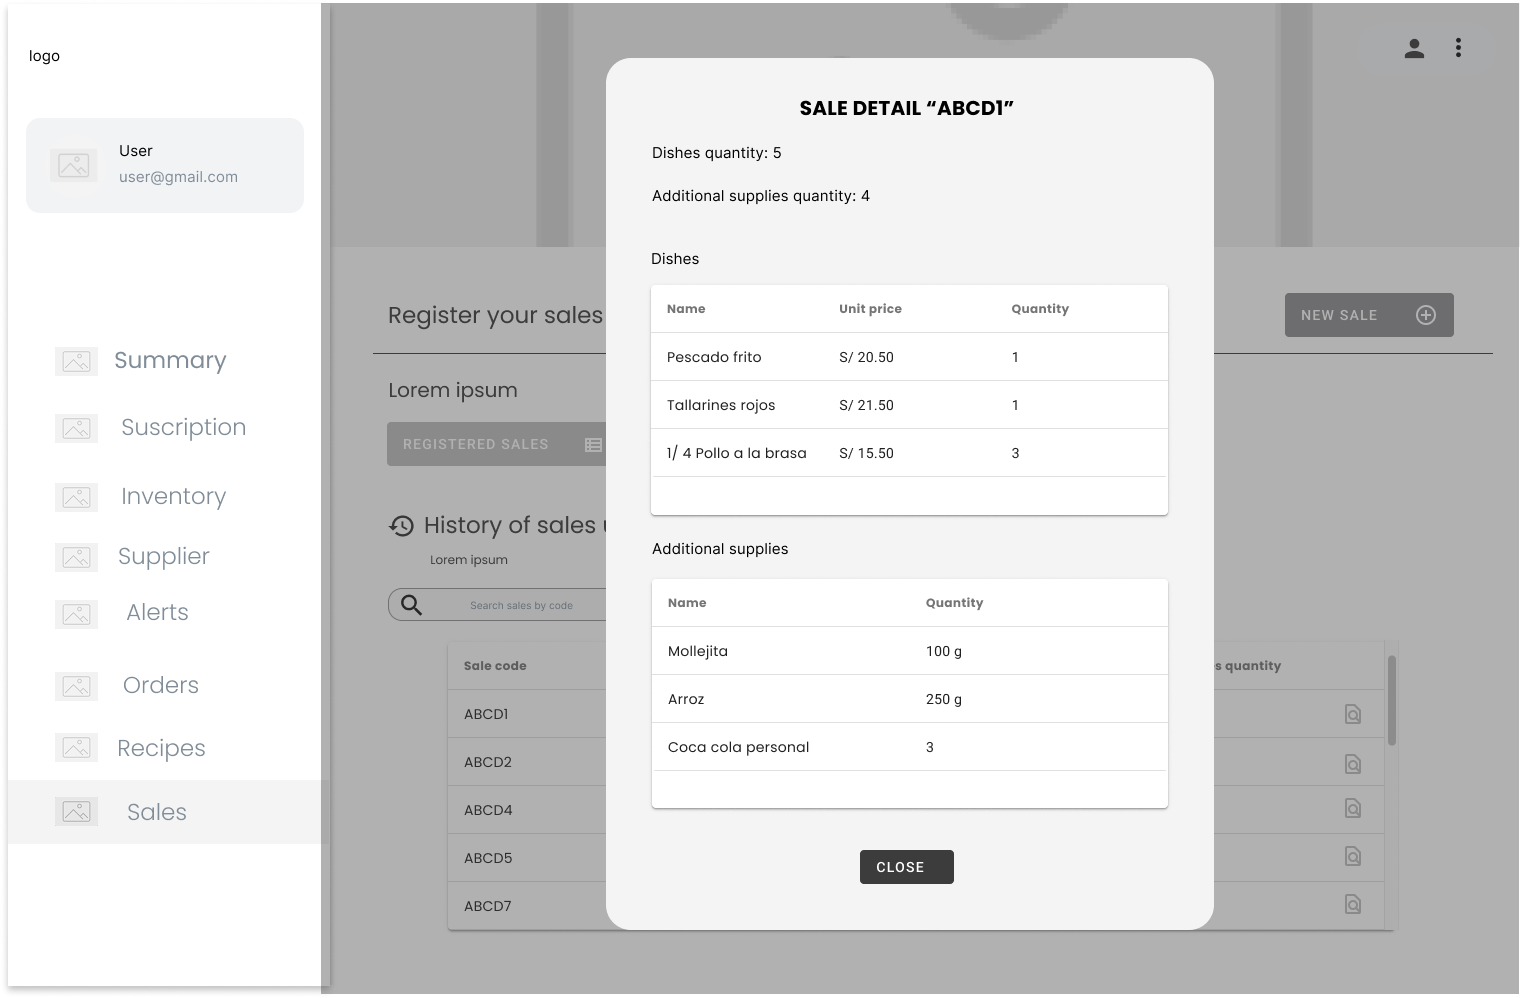 logo
User
user@gmail.com
Summary
Suscription
Inventory
Supplier
Alerts
Orders
Recipes
Sales
Register your sales
NEW SALE
Lorem ipsum
REGISTERED SALES
History of sales
Lorem ipsum
Search sales by code
Sale code
quantity
ABCD1
ABCD2
ABCD4
ABCD5
ABCD7
SALE DETAIL “ABCD1”
Dishes quantity: 5
Additional supplies quantity: 4
Dishes
Name Unit price Quantity
Pescado frito S/ 20.50 1
Tallarines rojos S/ 21.50 1
1/ 4 Pollo a la brasa S/ 15.50 3
Additional supplies
Name Quantity
Mollejita 100 g
Arroz 250 g
Coca cola personal 3
CLOSE